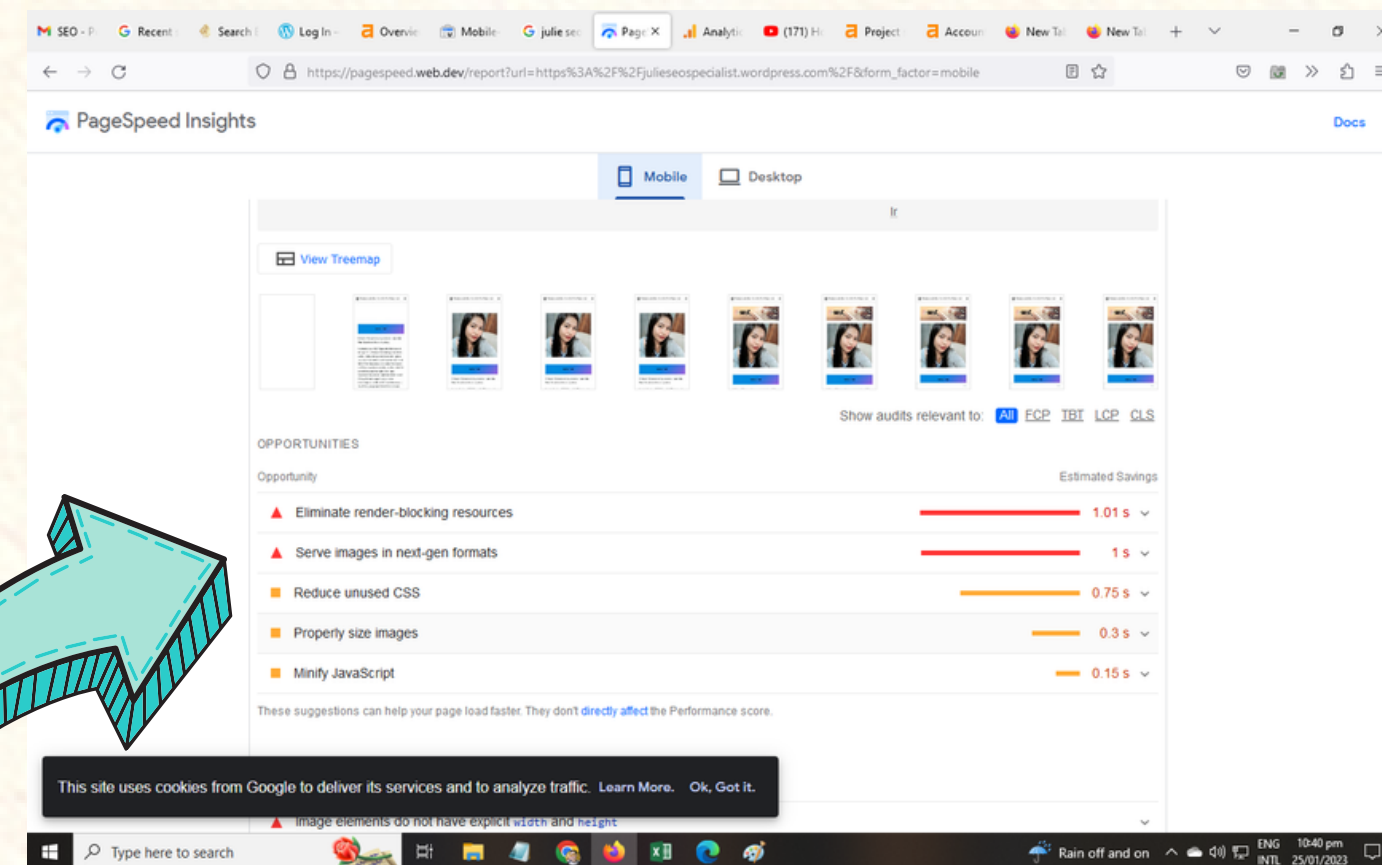 SEO - P
Recent
Search
Log In -
Overvie
Mobile
julie sec
Page
Analytic
(171) H
Project
Accoun
New Tal
New Tal
https://pagespeed.web.dev/report?url=https%3A%2F%2Fjulieseospecialist.wordpress.com%2F&form_factor=mobile
PageSpeed Insights
Docs
Mobile
Desktop
Ir
View Treemap
Show audits relevant to: All FCP TBT LCP CLS
OPPORTUNITIES
Opportunity Estimated Savings
Eliminate render-blocking resources 1.01 s
Serve images in next-gen formats 1 s
Reduce unused CSS 0.75 s
Properly size images 0.3 s
Minify JavaScript 0.15 s
These suggestions can help your page load faster. They don't directly affect the Performance score.
This site uses cookies from Google to deliver its services and to analyze traffic. Learn More. Ok, Got it.
Image elements do not have explicit width and height
Type here to search
Rain off and on
ENG
INTL
10:40 pm
25/01/2023